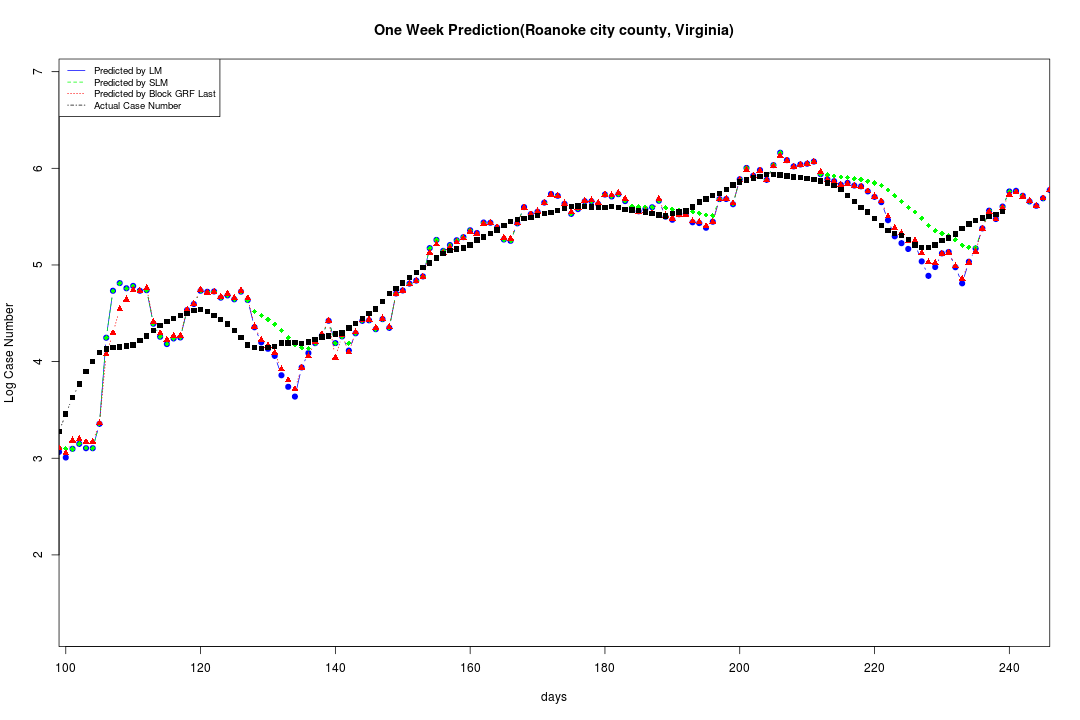 One Week Prediction(Roanoke city county, Virginia)
Predicted by LM
Predicted by SLM
Predicted by Block GRF Last
Actual Case Number
7
6
5
4
3
2
Log Case Number
100 120 140 160 180 200 220 240
days